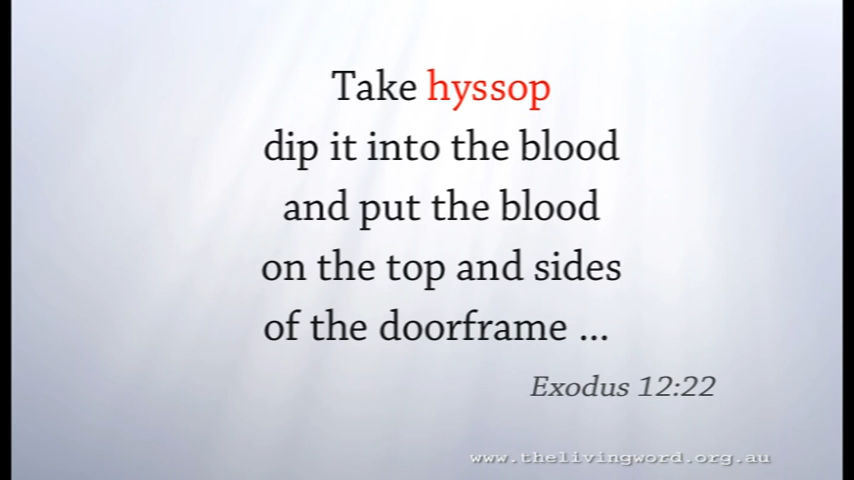 Take hyssop
dip it into the blood
and put the blood
on the top and sides
of the doorframe ...
Exodus 12:22
www.thelivingword.org.au